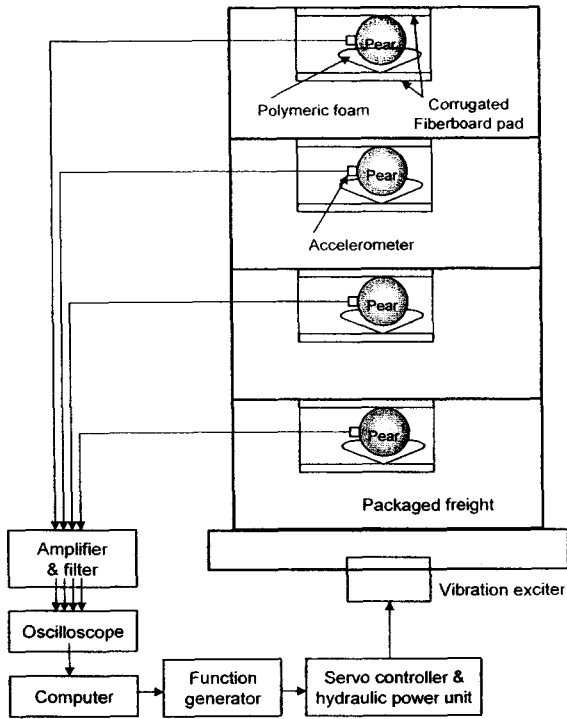 Pear
Polymeric foam
Corrugated
Fiberboard pad
Pear
Accelerometer
Pear
Pear
Packaged freight
Amplifier
& filter
Vibration exciter
Oscilloscope
Computer
Function
generator
Servo controller &
hydraulic power unit